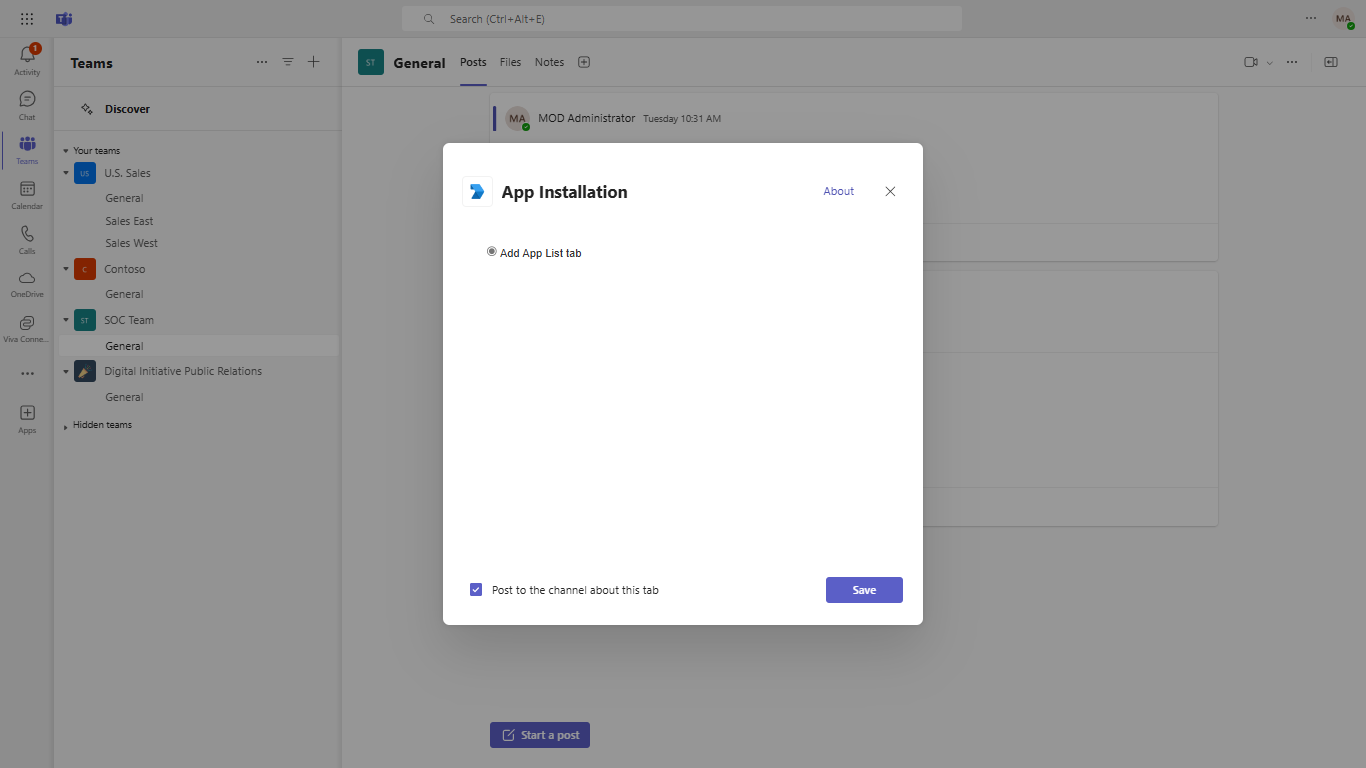 Search (Ctrl+Alt+E)
MA
1
Activity
Chat
Teams
Calendar
Calls
OneDrive
Viva Conne...
Apps
Teams
Discover
Your teams
US
U.S. Sales
General
Sales East
Sales West
C
Contoso
General
ST
SOC Team
General
Digital Initiative Public Relations
General
Hidden teams
ST
General
Posts
Files
Notes
MA
MOD Administrator
Tuesday 10:31 AM
App Installation
About
Add App List tab
Post to the channel about this tab
Save
Start a post